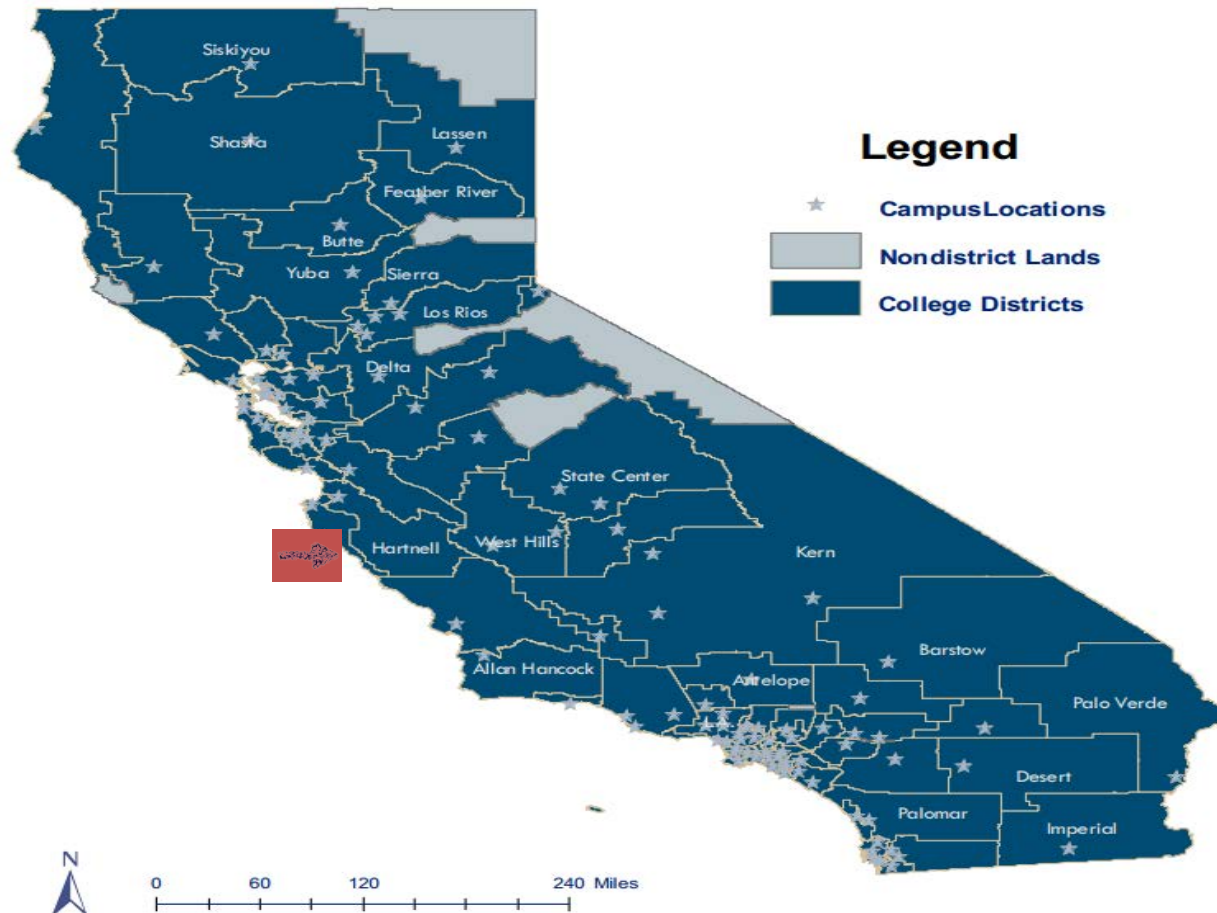 Siskiyou
Shasta
Lassen
Feather River
Butte
Yuba
Sierra
Los Rios
Delta
State Center
Hartnell
West Hills
Kern
Barstow
Allan Hancock
Antelope
Palo Verde
L.A.
Desert
Palomar
Imperial
Legend
CampusLocations
Nondistrict Lands
College Districts
N
0 60 120 240 Miles